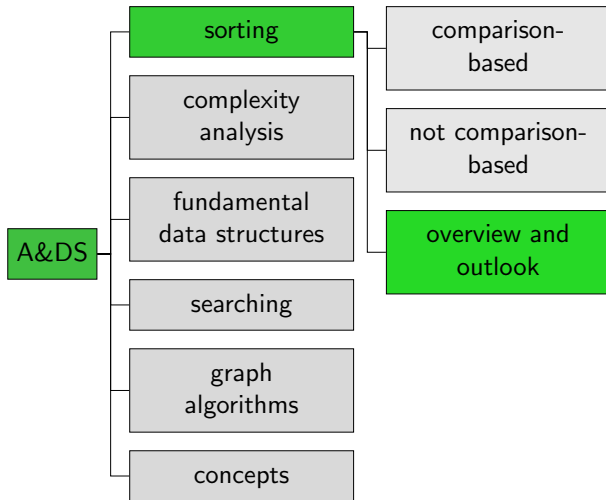 A&DS
sorting
complexity
analysis
fundamental
data structures
searching
graph
algorithms
concepts
comparison-
based
not comparison-
based
overview and
outlook